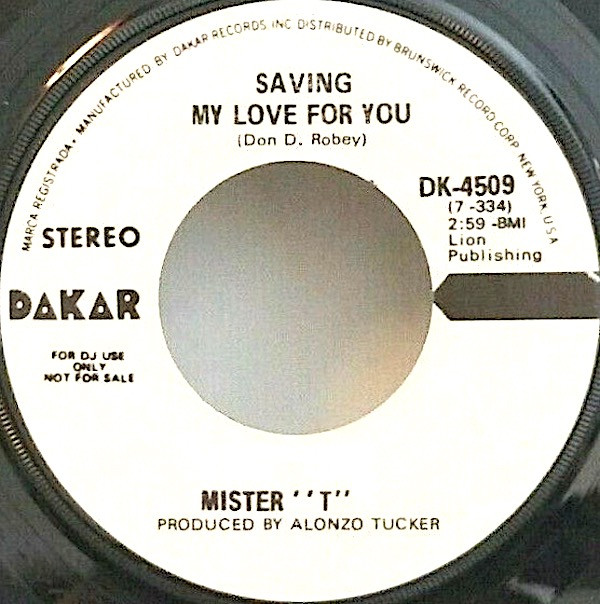 MARCA REGISTRADA • MANUFACTURED BY DAKAR RECORDS INC DISTRIBUTED BY BRUNSWICK RECORD CORP. NEW YORK, U S A
SAVING
MY LOVE FOR YOU
(Don D. Robey)
DK-4509
(7 -334)
2:59 -BMI
Lion
Publishing
STEREO
DAKAR
FOR DJ USE
ONLY
NOT FOR SALE
MISTER ''T''
PRODUCED BY ALONZO TUCKER